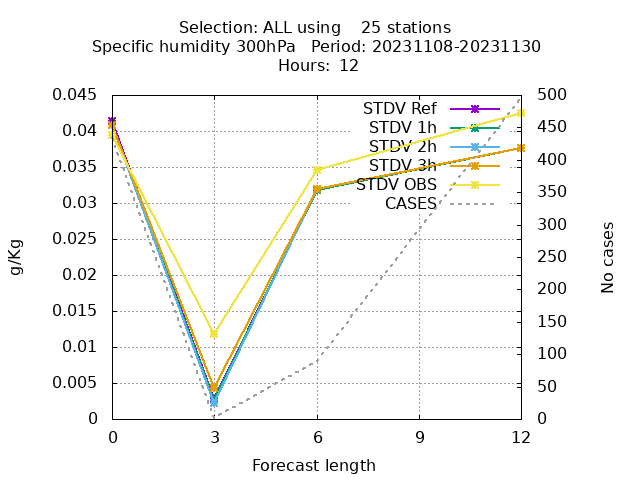 Selection: ALL using    25 stations
Specific humidity 300hPa   Period: 20231108-20231130
Hours:  12
0.045
0.04
0.035
0.03
0.025
0.02
0.015
0.01
0.005
0
g/Kg
STDV Ref
STDV 1h
STDV 2h
STDV 3h
STDV OBS
CASES
500
450
400
350
300
250
200
150
100
50
0
No cases
0 3 6 9 12
Forecast length